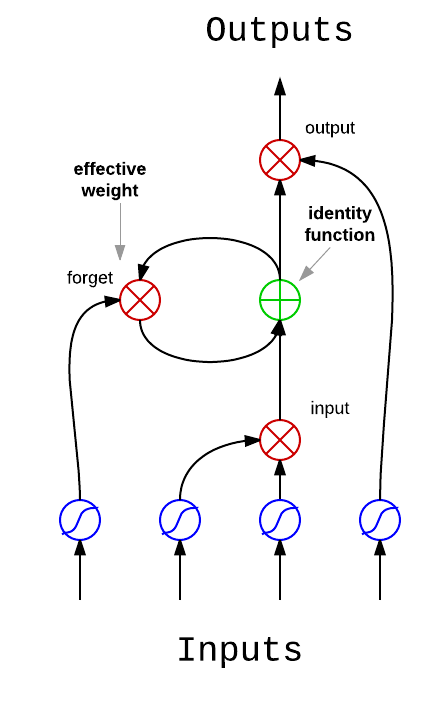 Outputs
output
effective
weight
identity
function
forget
input
Inputs